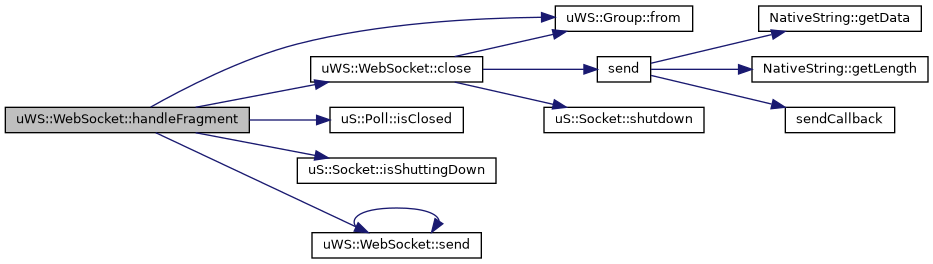 uWS::WebSocket::handleFragment
uWS::Group::from
uWS::WebSocket::close
uS::Poll::isClosed
uS::Socket::isShuttingDown
uWS::WebSocket::send
send
uS::Socket::shutdown
NativeString::getData
NativeString::getLength
sendCallback